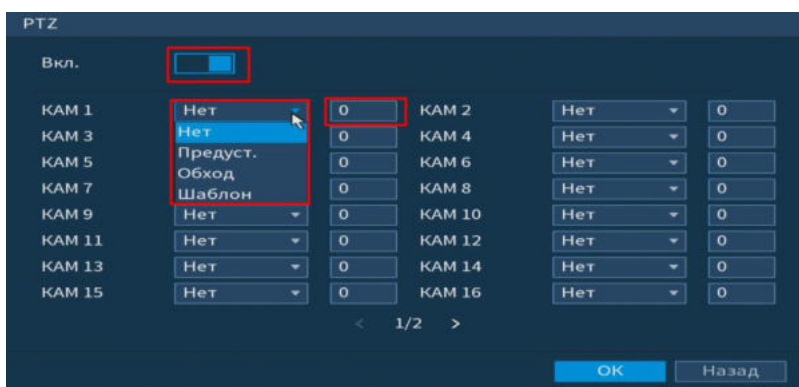 PTZ
Вкл.
КАМ 1 Нет 0 КАМ 2 Нет 0
КАМ 3 Нет 0 КАМ 4 Нет 0
Предуст.
КАМ 5 0 КАМ 6 Нет 0
Обход
КАМ 7 Шаблон 0 КАМ 8 Нет 0
КАМ 9 Нет 0 КАМ 10 Нет 0
КАМ 11 Нет 0 КАМ 12 Нет 0
КАМ 13 Нет 0 КАМ 14 Нет 0
КАМ 15 Нет 0 КАМ 16 Нет 0
< 1/2 >
ОК Назад